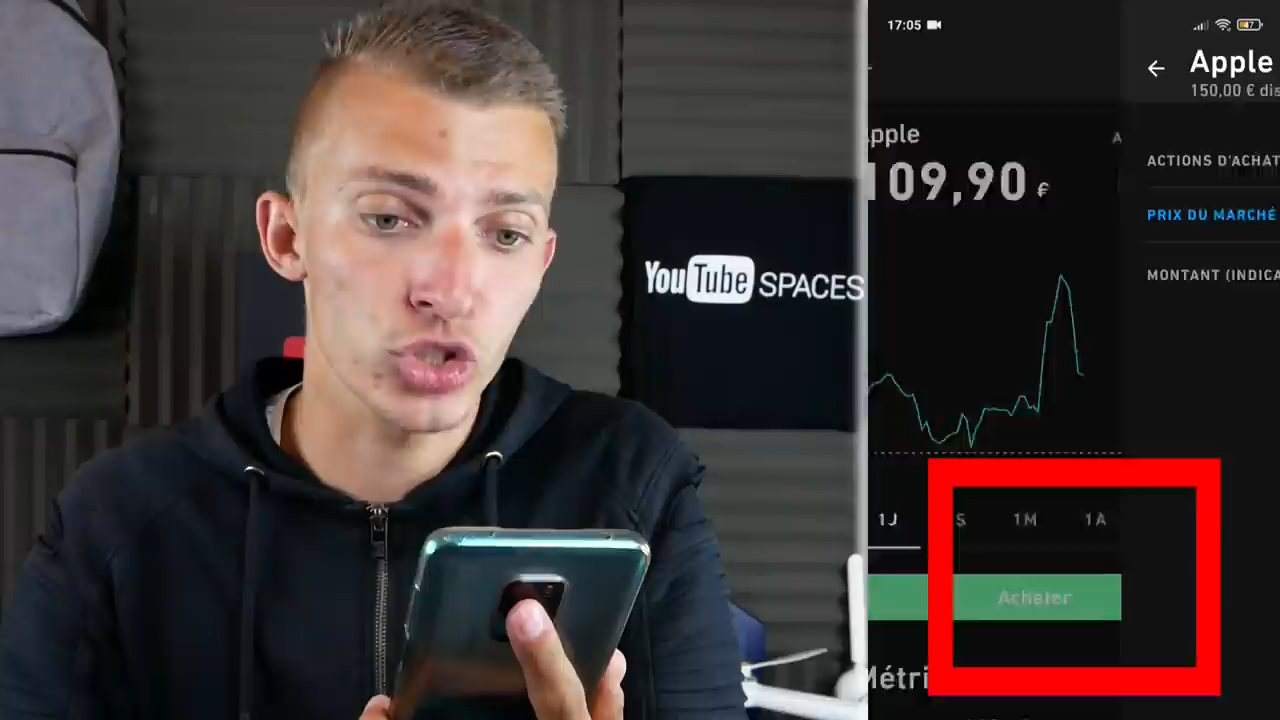 YouTube SPACES
17:05
Apple
150,00 € dis
pple
A
109,90 €
ACTIONS D'ACHAT
PRIX DU MARCHÉ
MONTANT (INDICA
1J S 1M 1A
Acheter
Métri